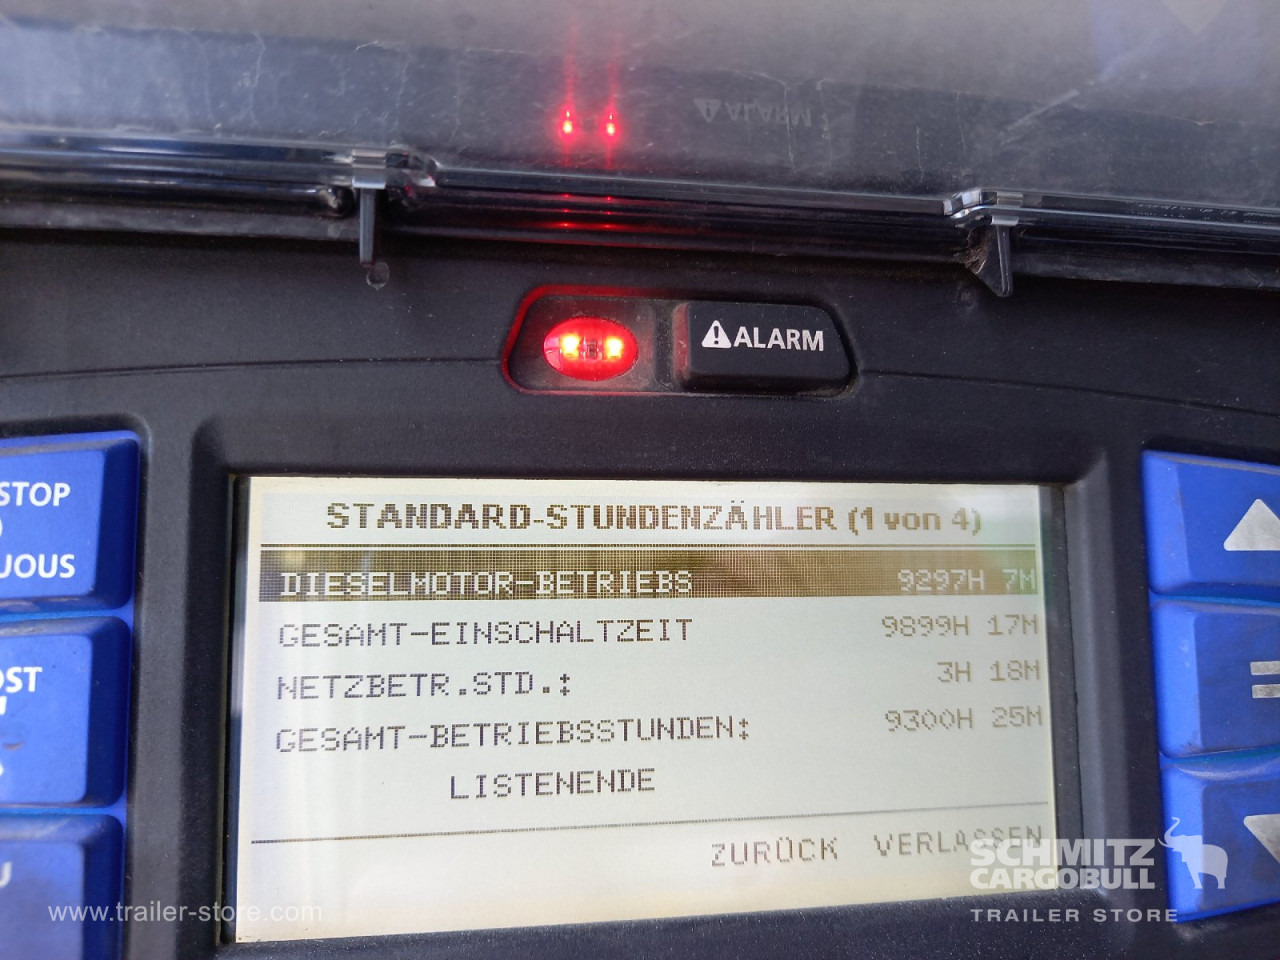 ALARM
ALARM
STOP
UOUS
OST
U
STANDARD-STUNDENZÄHLER (1 von 4)
DIESELMOTOR-BETRIEBS 9297H 7M
GESAMT-EINSCHALTZEIT 9899H 17M
NETZBETR.STD.: 3H 18M
GESAMT-BETRIEBSSTUNDEN: 9300H 25M
LISTENENDE
ZURÜCK VERLASSEN
SCHMITZ
CARGOBULL
TRAILER STORE
www.trailer-store.com